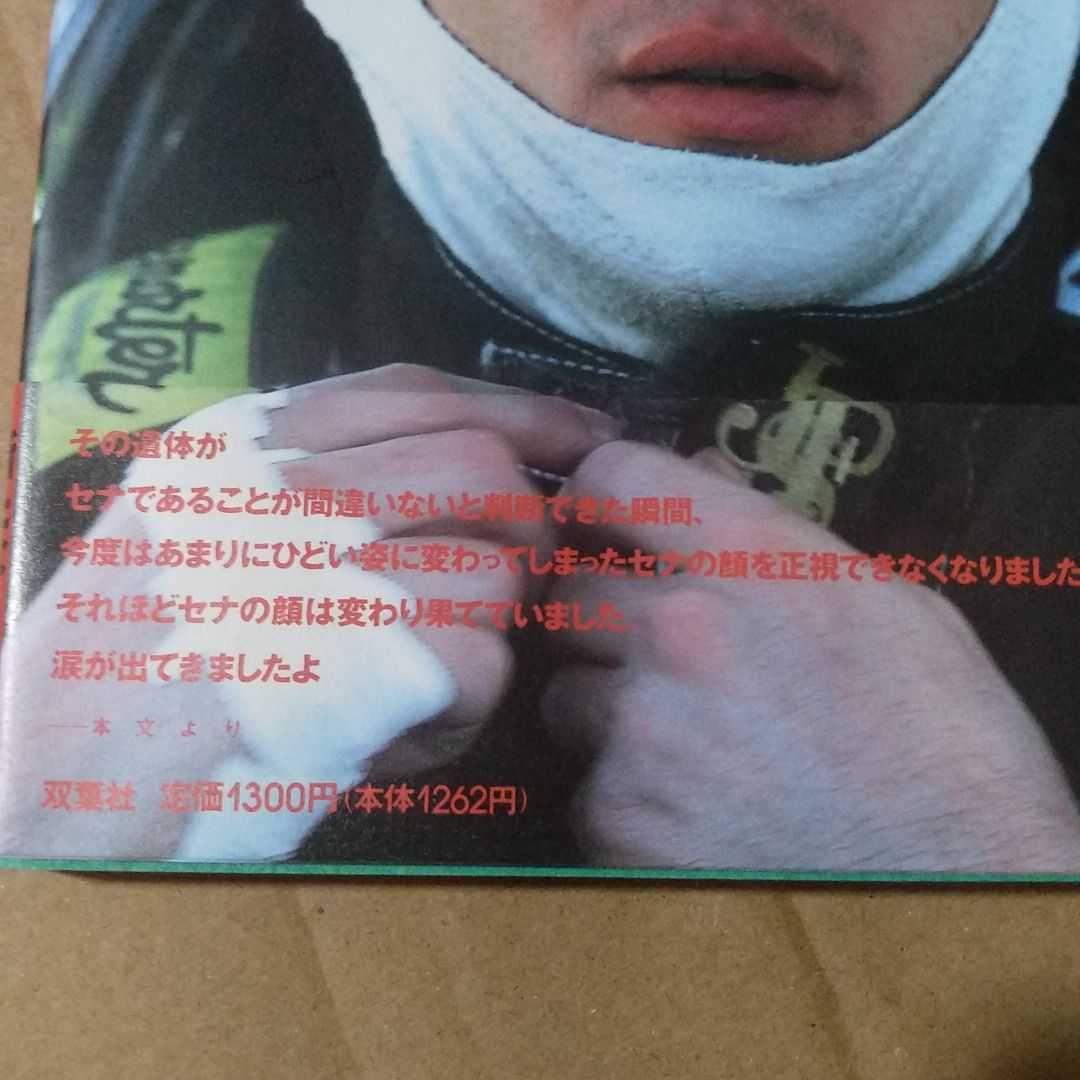 その遺体が
セナであることが間違いないと判断できた瞬間、
今度はあまりにひどい姿に変わってしまったセナの顔を正視できなくなりました
それほどセナの顔は変わり果てていました。
涙が出てきましたよ
──本文より
双葉社 定価1300円(本体1262円)